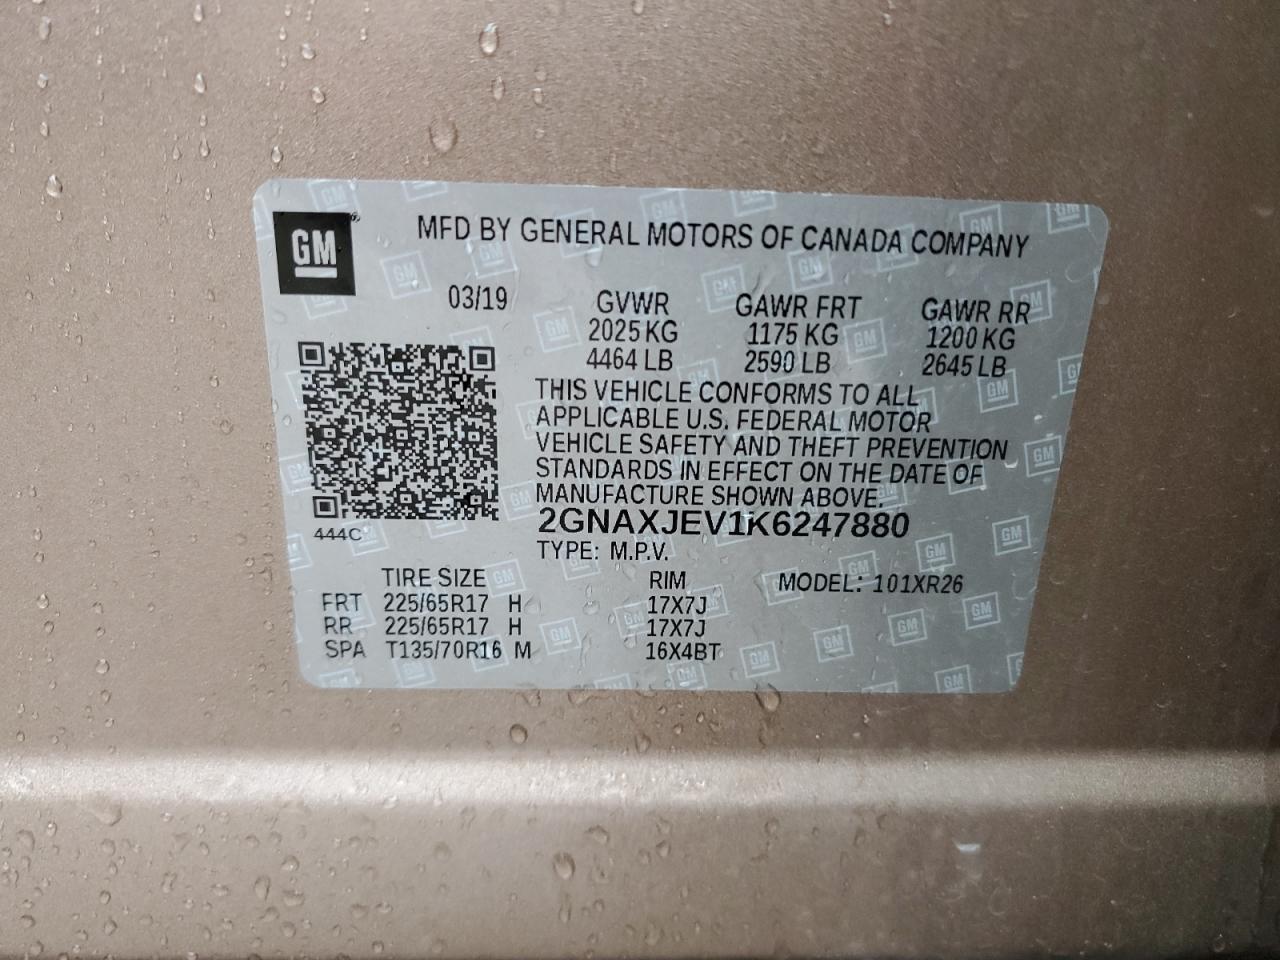 GM
MFD BY GENERAL MOTORS OF CANADA COMPANY
03/19 GVWR GAWR FRT GAWR RR
2025 KG 1175 KG 1200 KG
4464 LB 2590 LB 2645 LB
THIS VEHICLE CONFORMS TO ALL
APPLICABLE U.S. FEDERAL MOTOR
VEHICLE SAFETY AND THEFT PREVENTION
STANDARDS IN EFFECT ON THE DATE OF
MANUFACTURE SHOWN ABOVE.
2GNAXJEV1K6247880
444C
TYPE: M.P.V.
TIRE SIZE RIM MODEL: 101XR26
FRT 225/65R17 H 17X7J
RR 225/65R17 H 17X7J
SPA T135/70R16 M 16X4BT